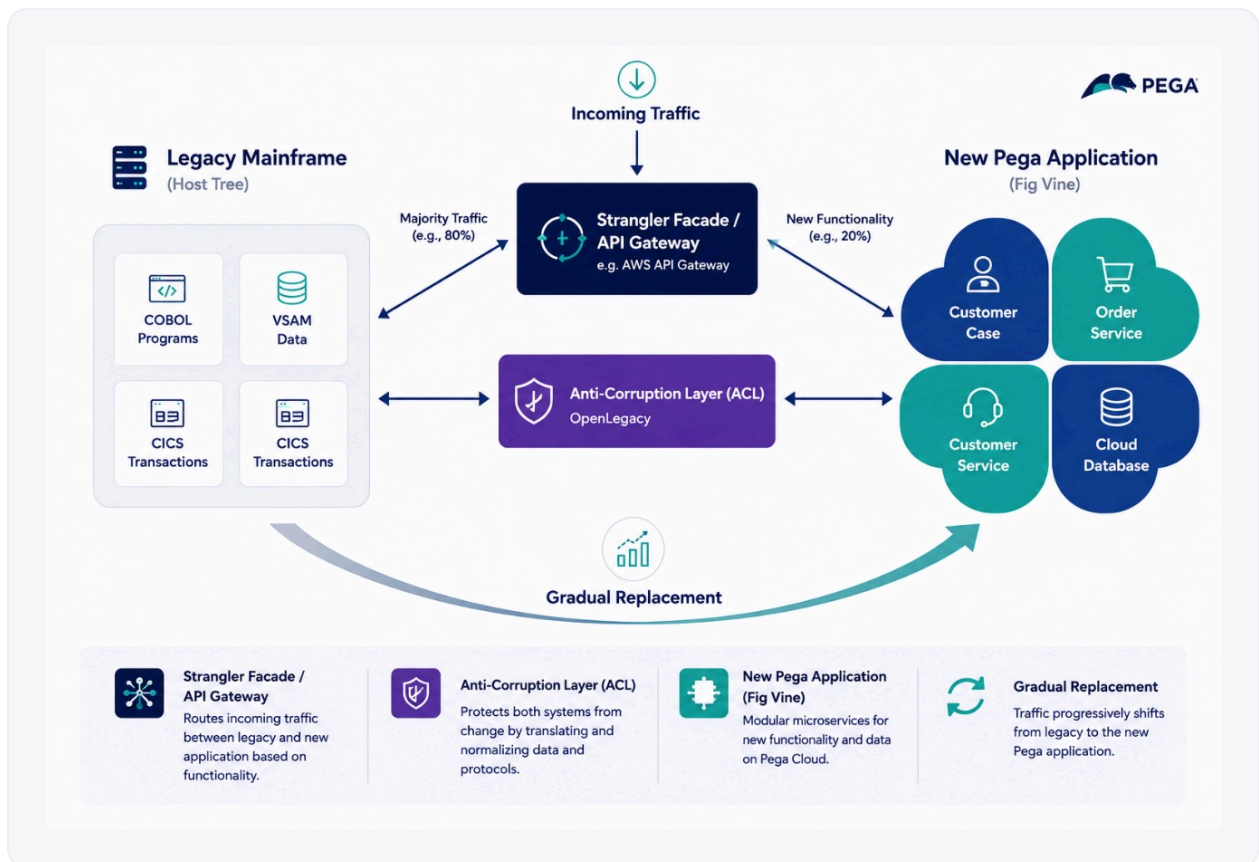 Incoming Traffic
PEGA
Legacy Mainframe
(Host Tree)
New Pega Application
(Fig Vine)
Majority Traffic
(e.g., 80%)
Strangler Facade /
API Gateway
e.g. AWS API Gateway
New Functionality
(e.g., 20%)
COBOL
Programs
VSAM
Data
Customer
Case
Order
Service
Anti-Corruption Layer (ACL)
OpenLegacy
CICS
Transactions
CICS
Transactions
Customer
Service
Cloud
Database
Gradual Replacement
Strangler Facade /
API Gateway
Routes incoming traffic
between legacy and new
application based on
functionality.
Anti-Corruption Layer (ACL)
Protects both systems from
change by translating and
normalizing data and
protocols.
New Pega Application
(Fig Vine)
Modular microservices for
new functionality and data
on Pega Cloud.
Gradual Replacement
Traffic progressively shifts
from legacy to the new
Pega application.